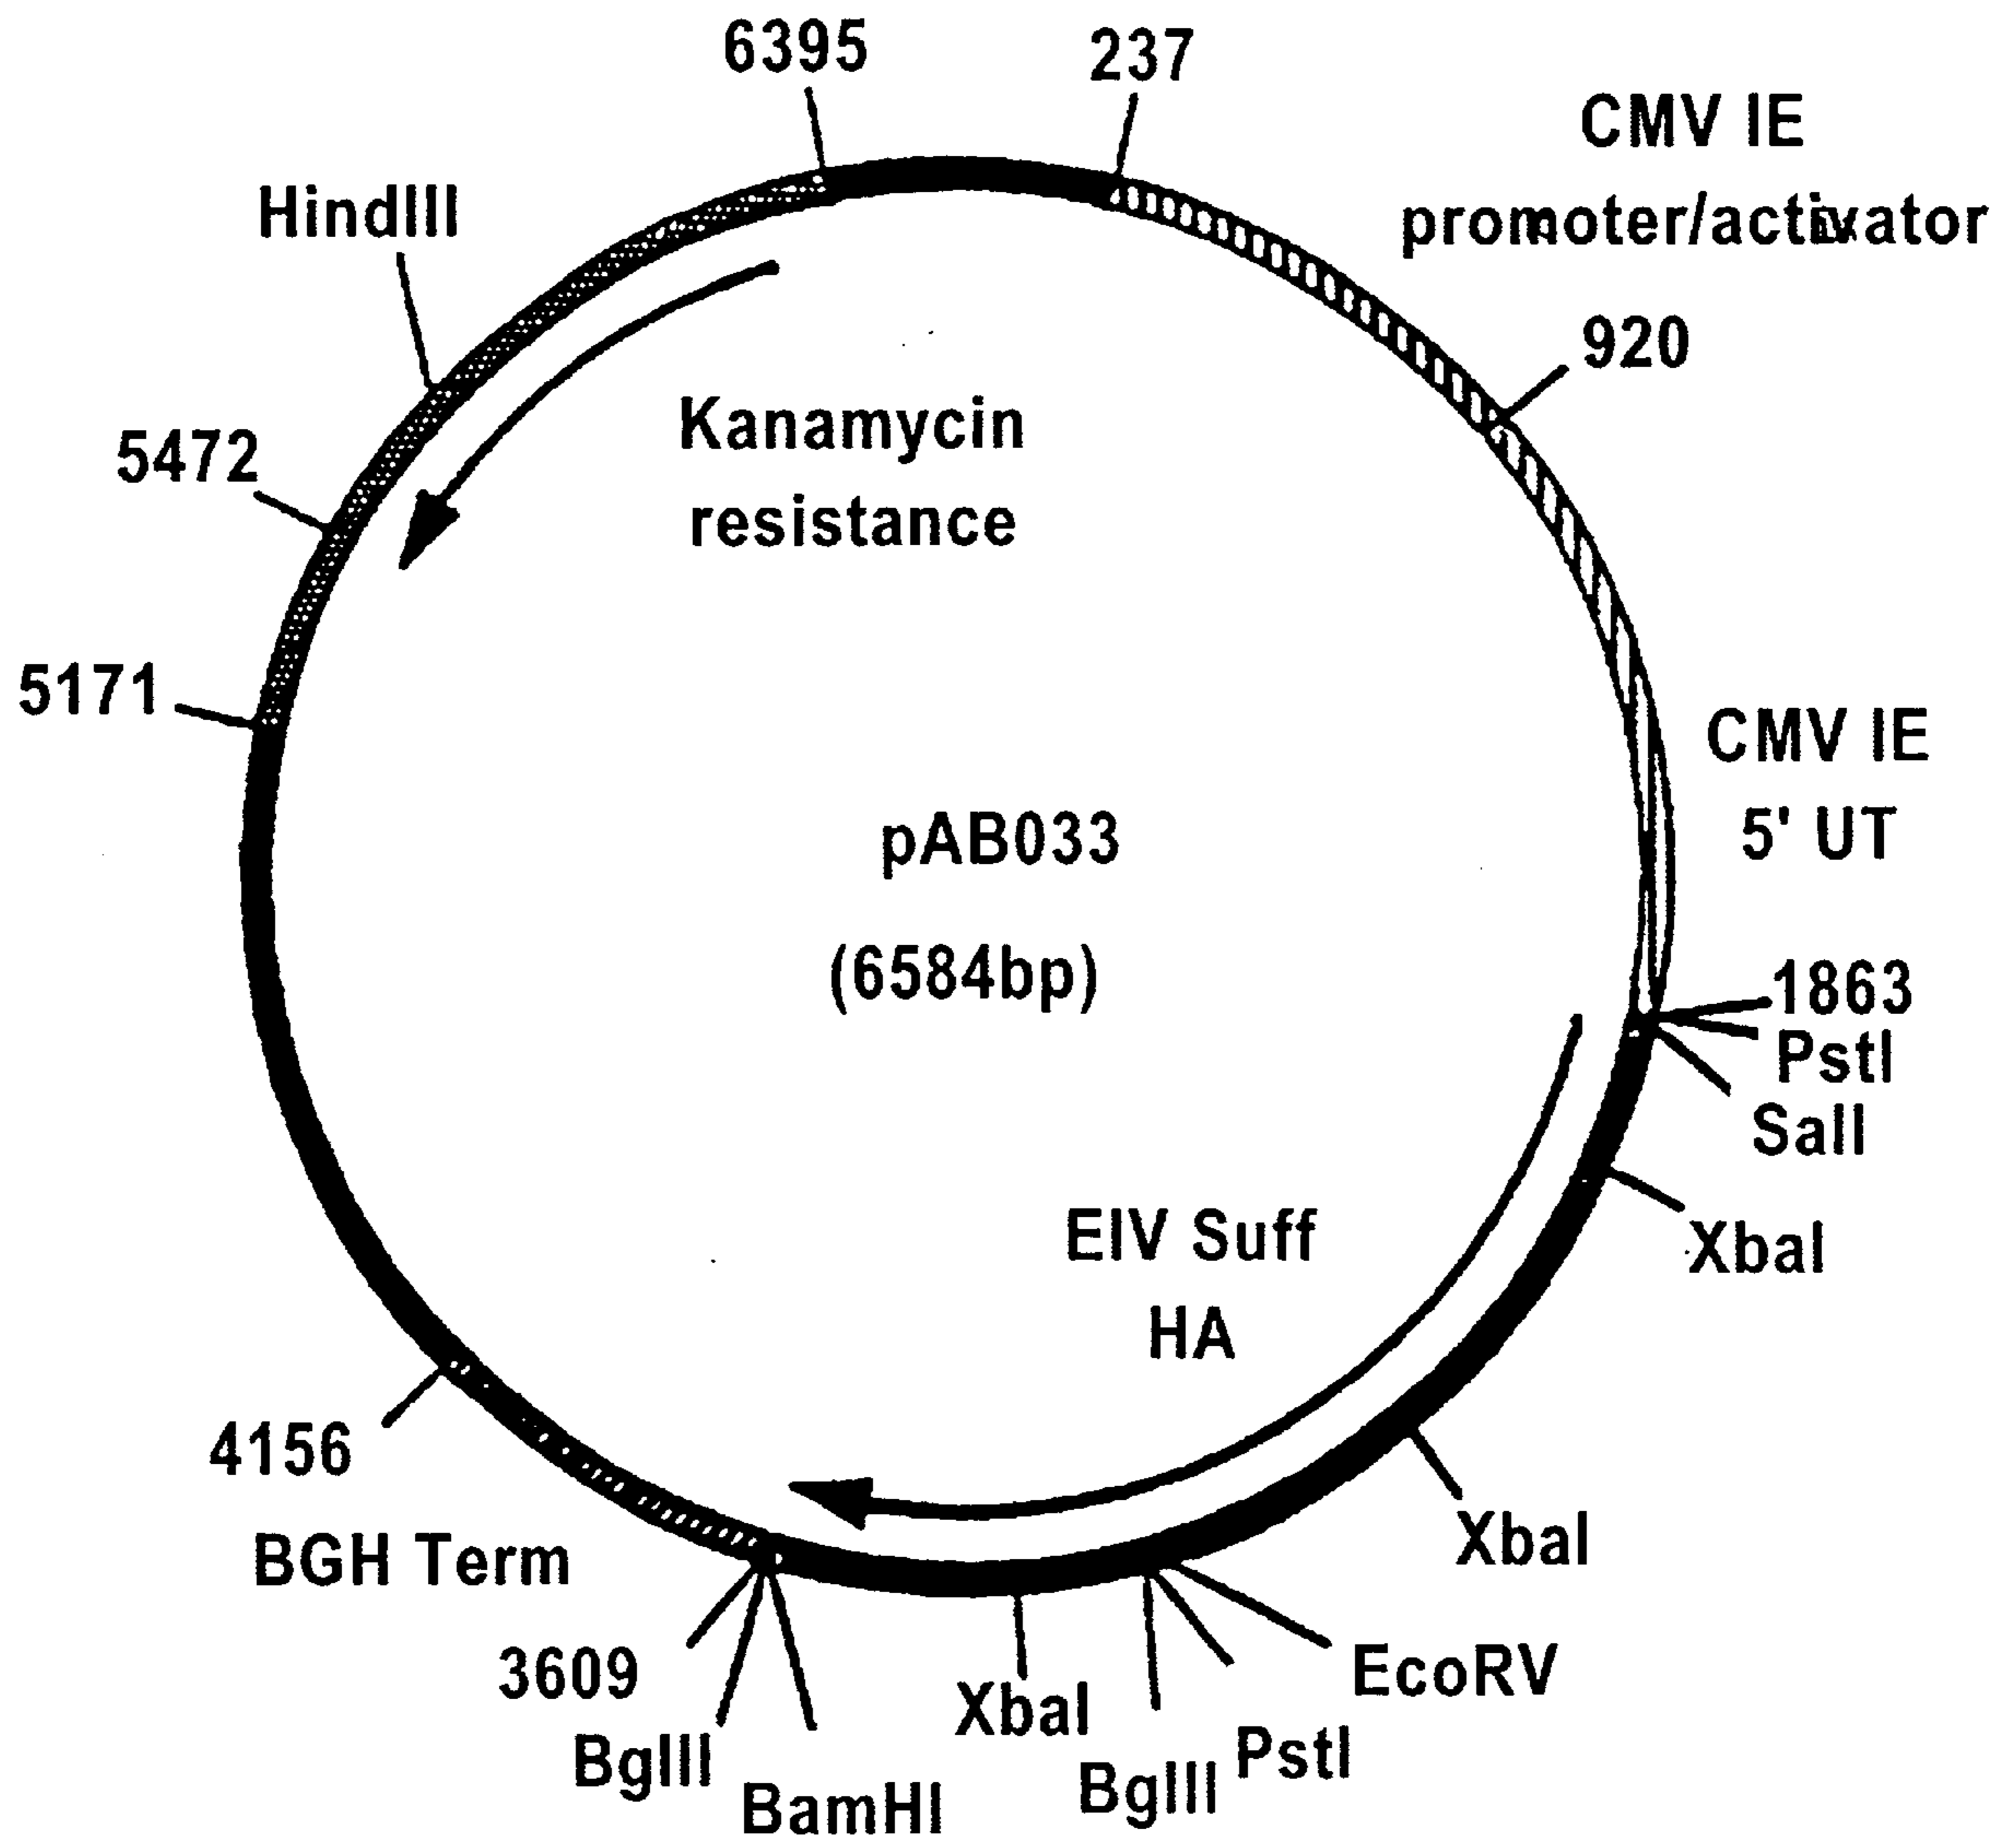 6395
237
CMV IE
promoter/activator
HindIII
920
Kanamycin
resistance
5472
5171
CMV IE
5' UT
pAB033
(6584bp)
1863
PstI
SalI
XbaI
EIV Suff
HA
4156
XbaI
BGH Term
3609
EcoRV
XbaI
PstI
BglII
BglII
BamHI